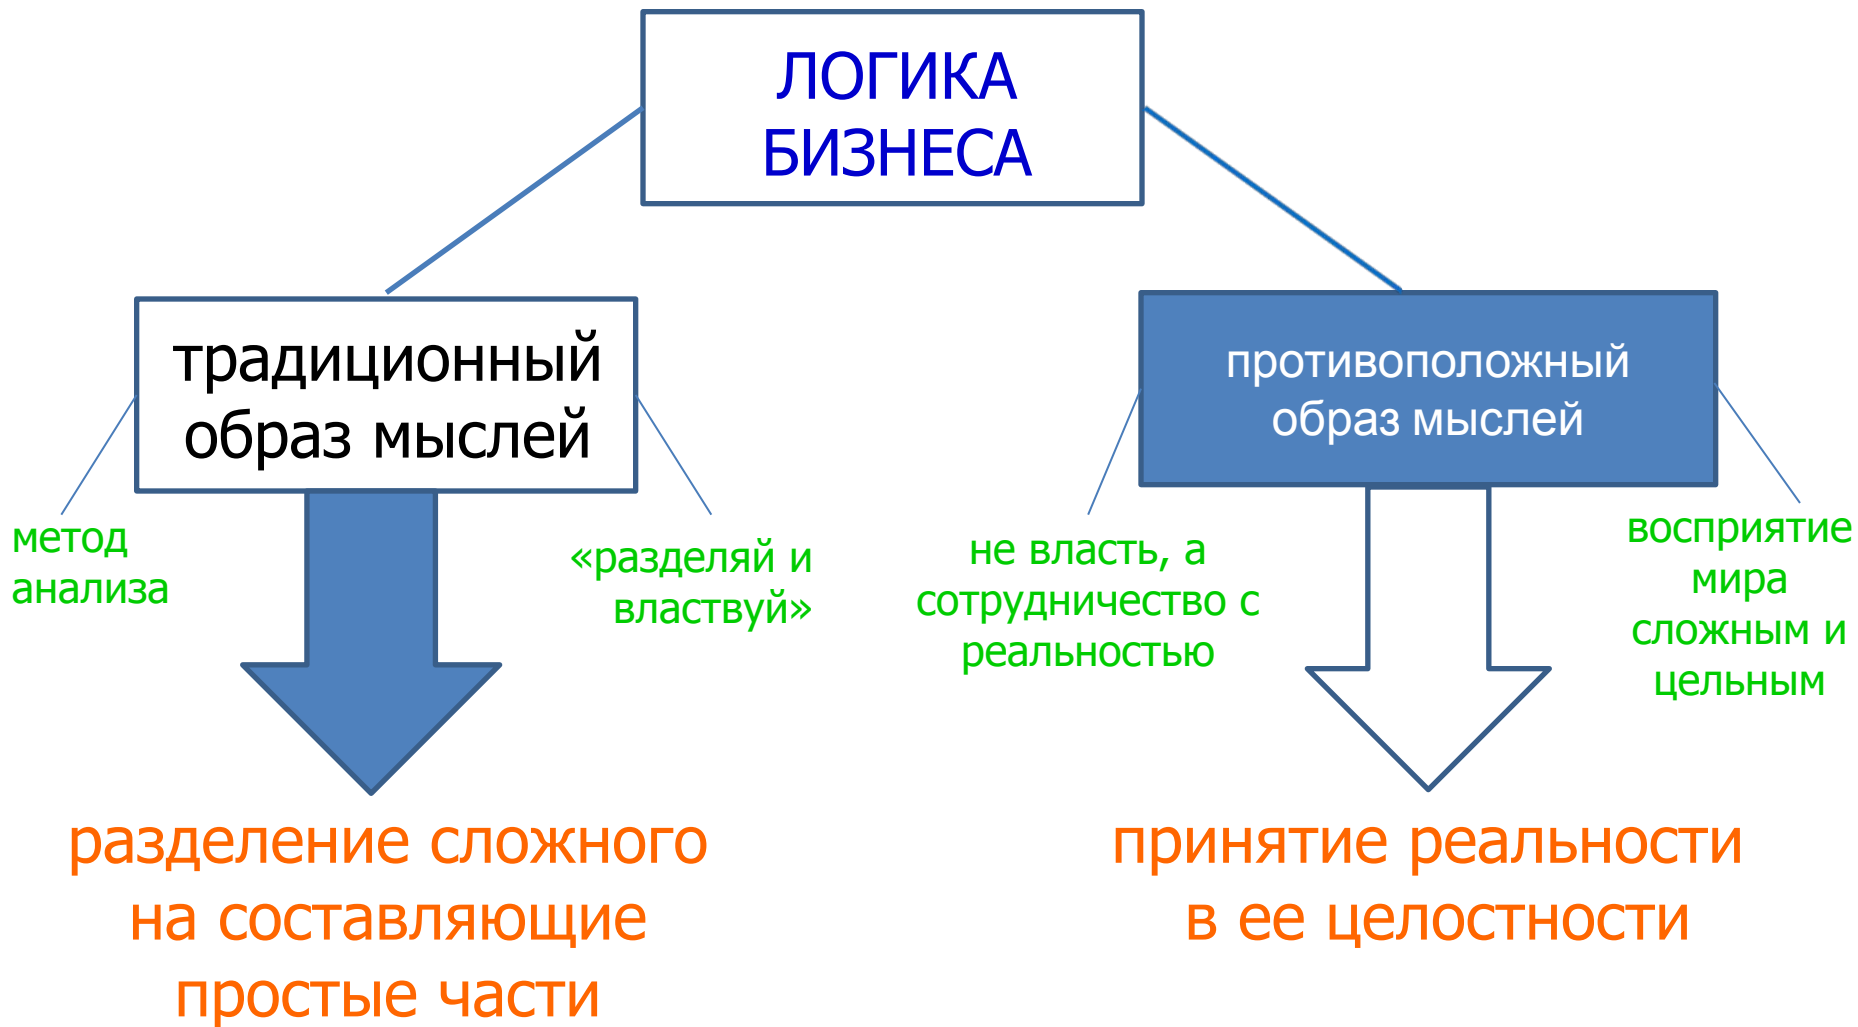 ЛОГИКА
БИЗНЕСА
традиционный
образ мыслей
метод
анализа
«разделяй и
властвуй»
разделение сложного
на составляющие
простые части
противоположный
образ мыслей
не власть, а
сотрудничество с
реальностью
восприятие
мира
сложным и
цельным
принятие реальности
в ее целостности